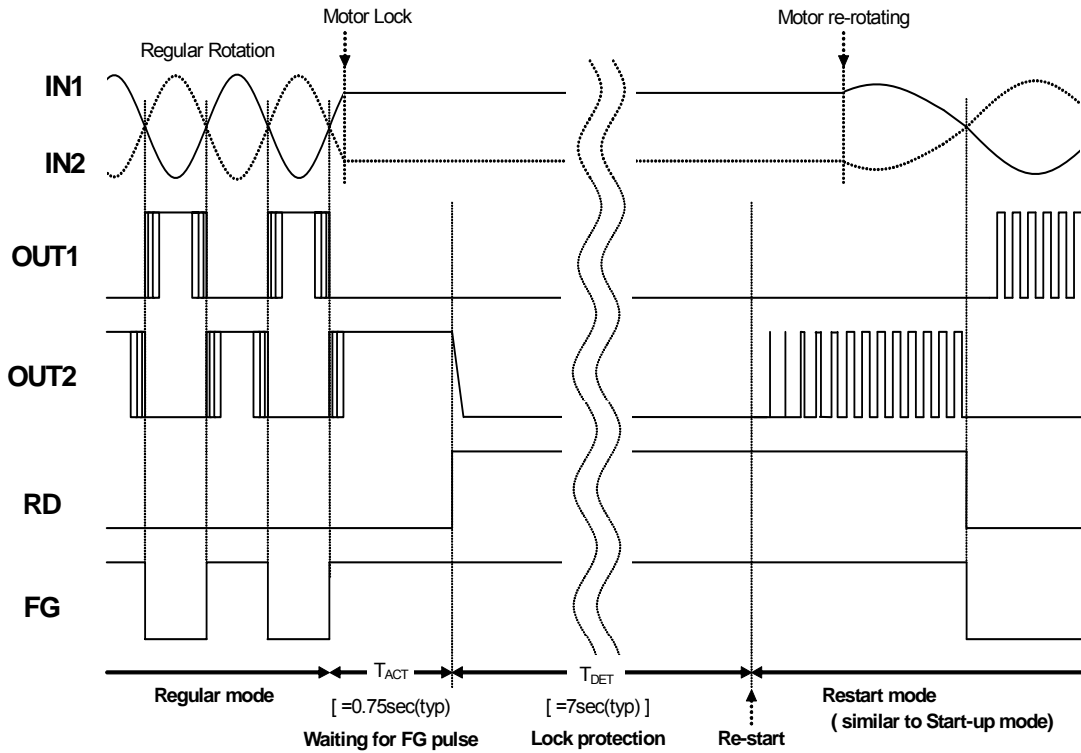 Motor Lock
Motor re-rotating
Regular Rotation
IN1
IN2
OUT1
OUT2
RD
FG
TACT
TDET
Regular mode
[ =0.75sec(typ)
[ =7sec(typ) ]
Restart mode
( similar to Start-up mode)
Waiting for FG pulse
Lock protection
Re-start